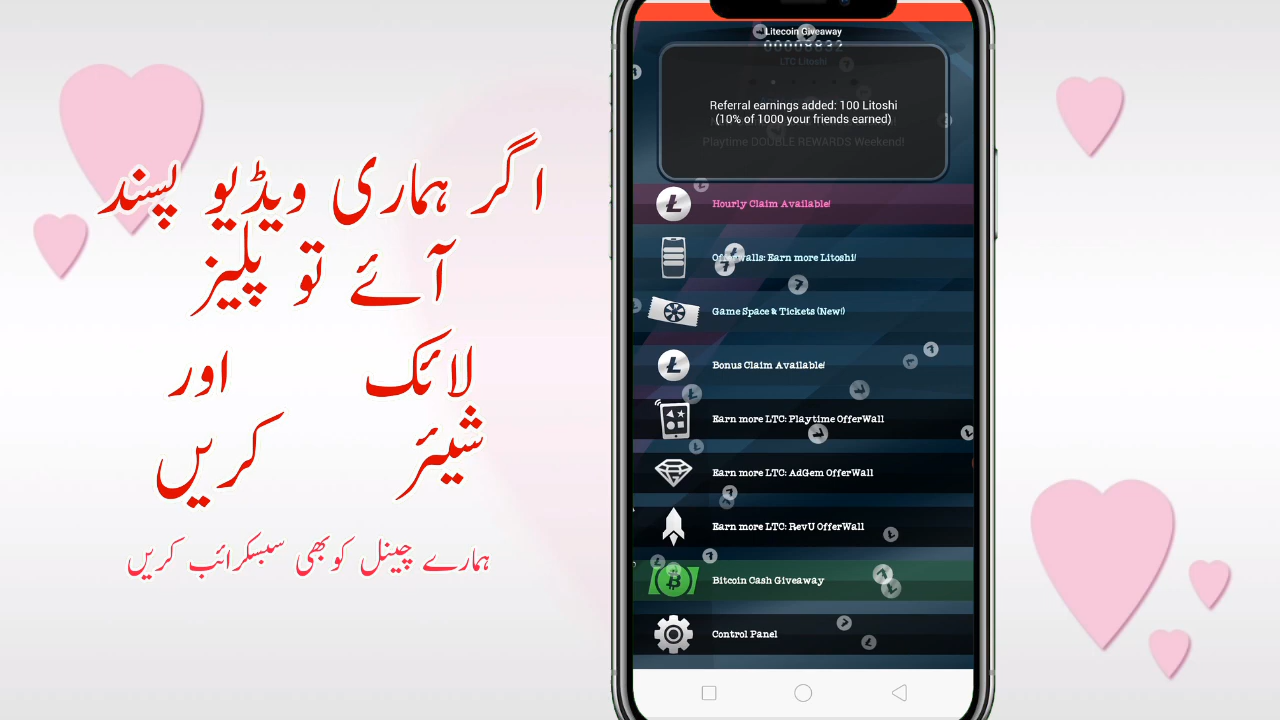 اگر ہماری ویڈیو پسند
آئے تو پلیز
لائک اور
شیئر کریں
ہمارے چینل کو بھی سبسکرائب کریں
Litecoin Giveaway
00008832
LTC Litoshi
Referral earnings added: 100 Litoshi
(10% of 1000 your friends earned)
Playtime DOUBLE REWARDS Weekend!
Hourly Claim Available!
Offerwalls: Earn more Litoshi!
Game Space & Tickets (New!)
Bonus Claim Available!
Earn more LTC: Playtime OfferWall
Earn more LTC: AdGem OfferWall
Earn more LTC: RevU OfferWall
Bitcoin Cash Giveaway
Control Panel